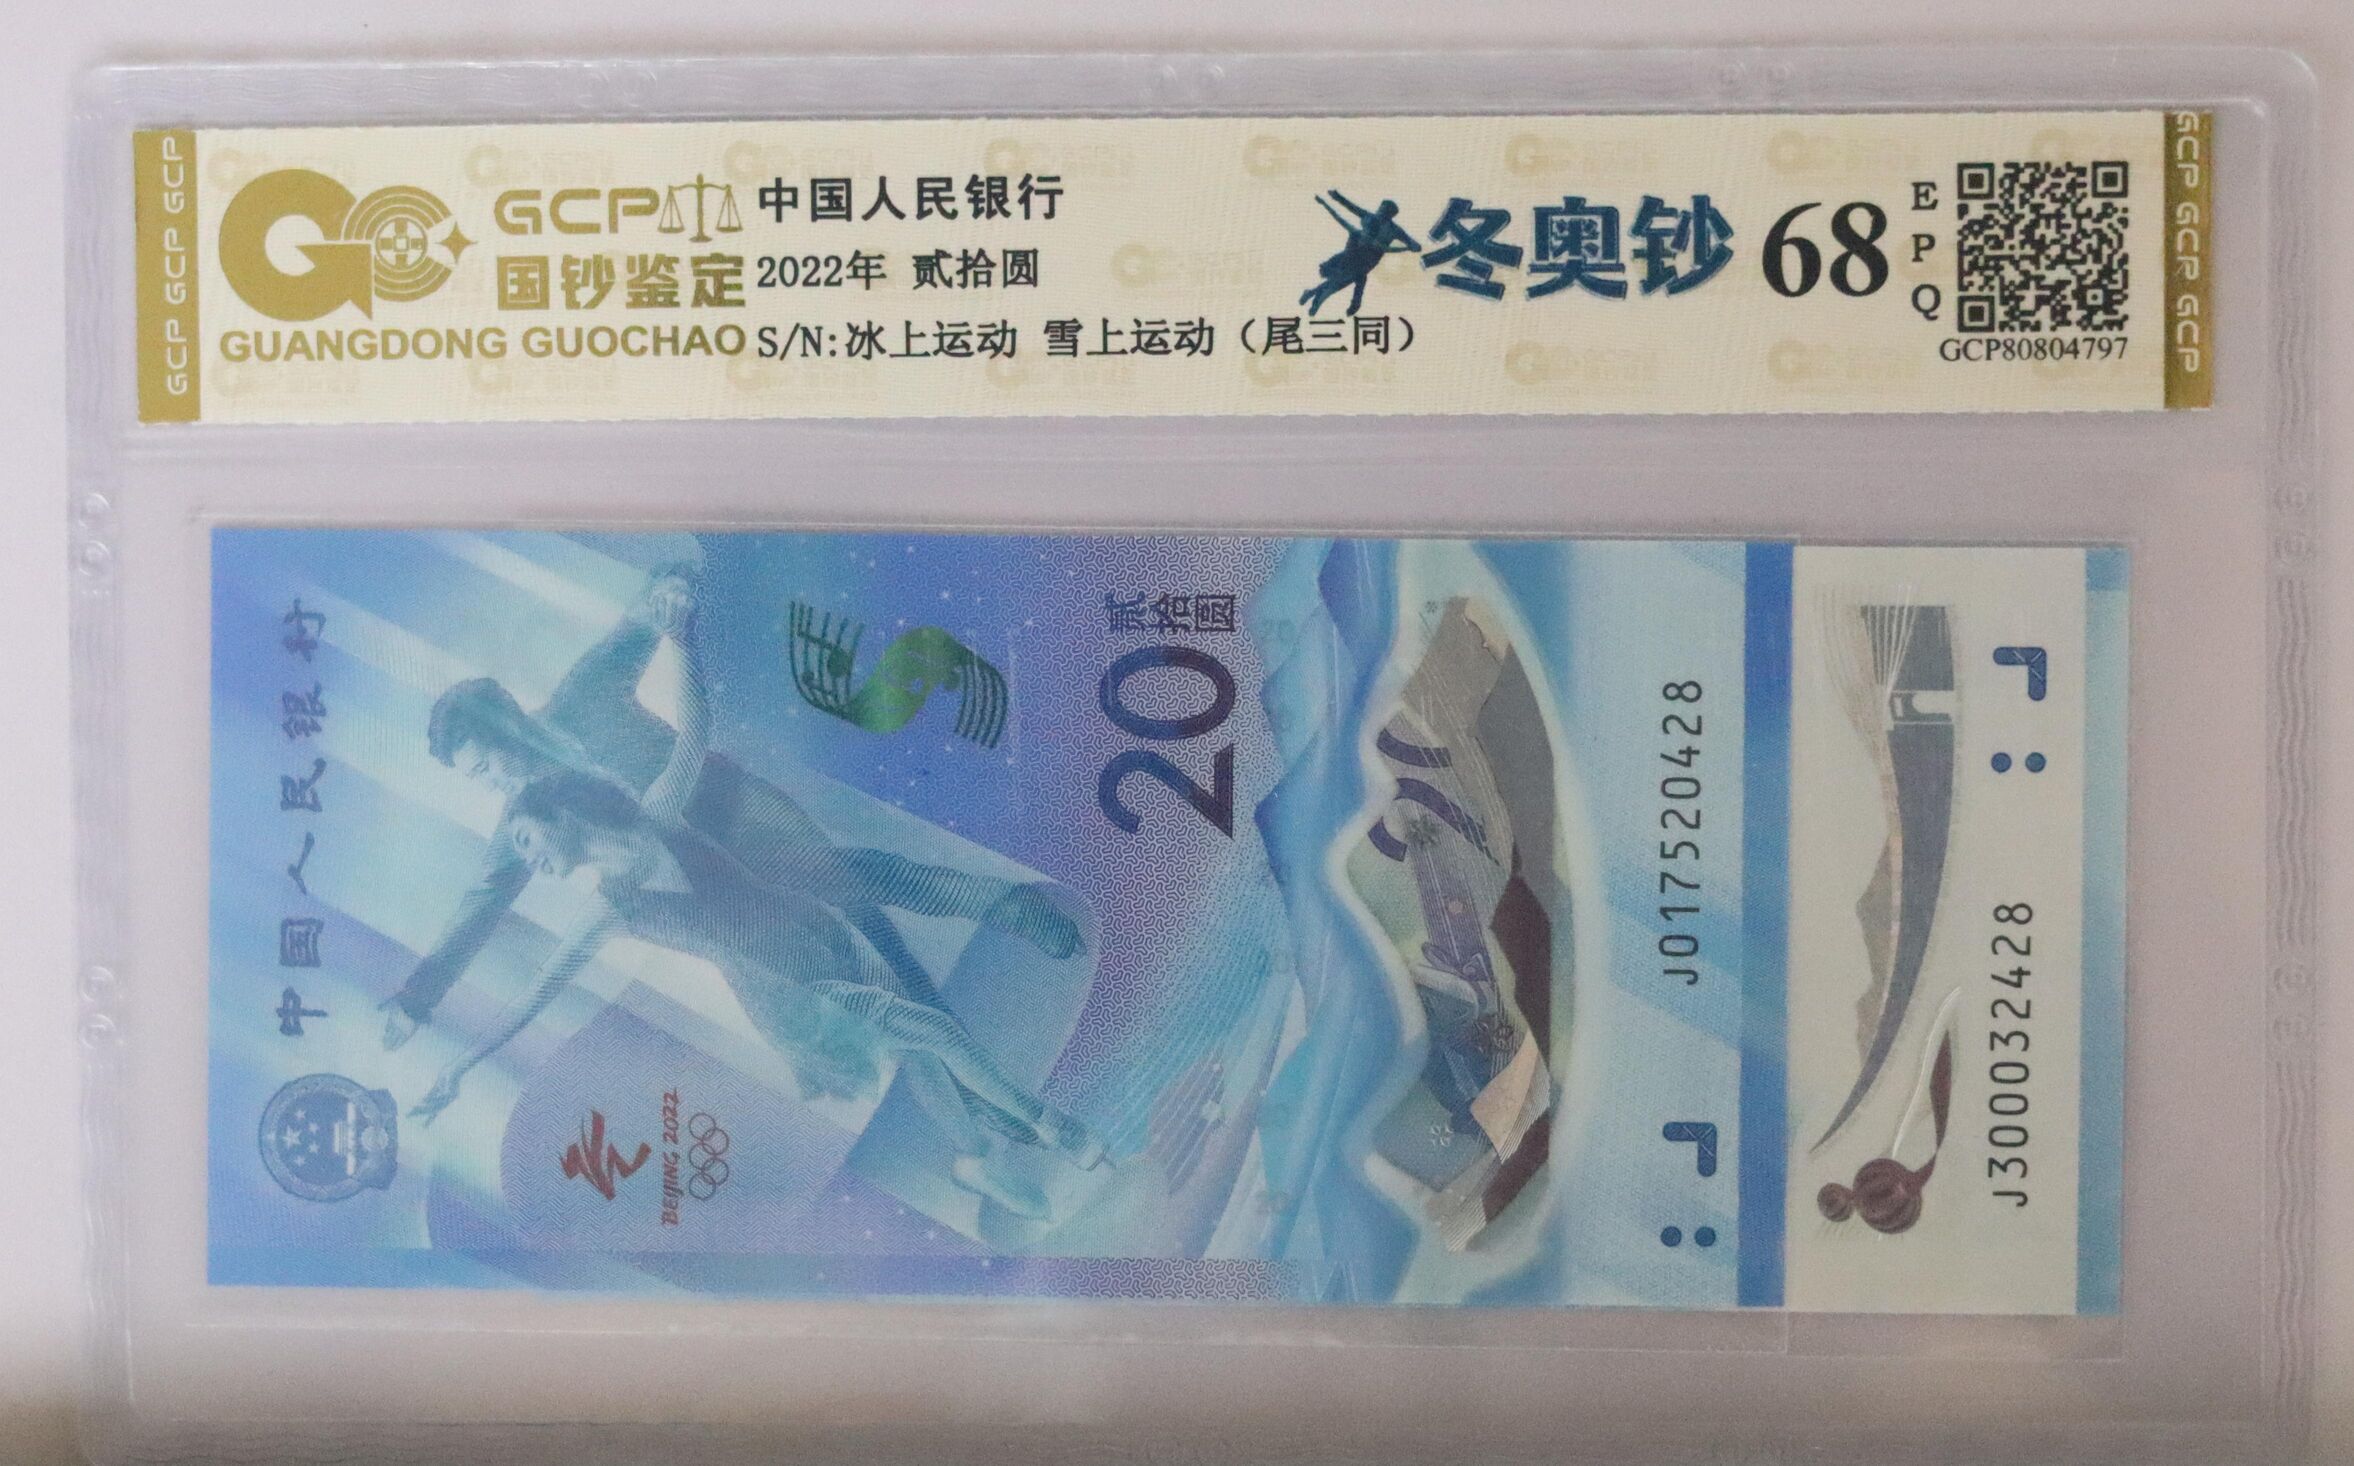 GCP 中国人民银行
国钞鉴定 2022年 贰拾圆
GUANGDONG GUOCHAO S/N:冰上运动 雪上运动（尾三同）
冬奥钞 68 EPQ
GCP80804797
GCP GCP GCP
GCP GCP GCP
中国人民银行
BEIJING 2022
贰拾圆
20
20
J017520428
J300032428